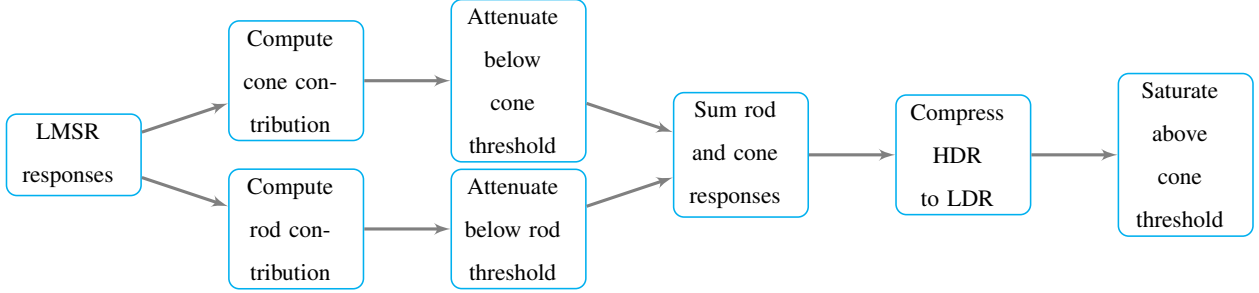 LMSR
responses
Compute
cone con-
tribution
Compute
rod con-
tribution
Attenuate
below
cone
threshold
Attenuate
below rod
threshold
Sum rod
and cone
responses
Compress
HDR
to LDR
Saturate
above
cone
threshold